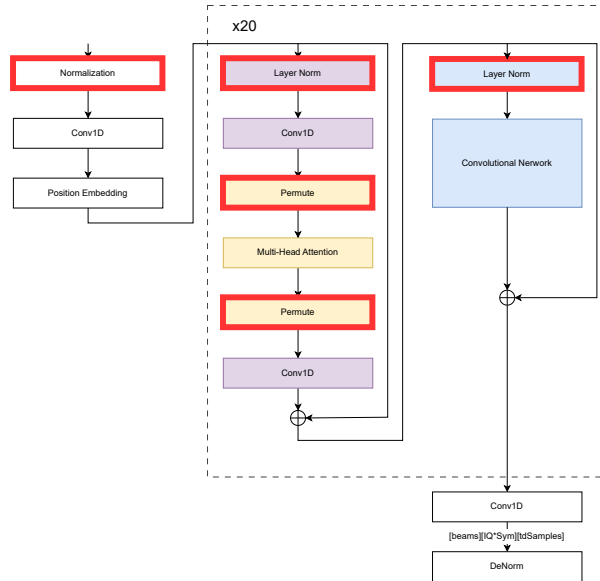 x20
Normalization
Conv1D
Position Embedding
Layer Norm
Conv1D
Permute
Multi-Head Attention
Permute
Conv1D
Layer Norm
Convolutional Nerwork
Conv1D
[beams][IQ*Sym][tdSamples]
DeNorm